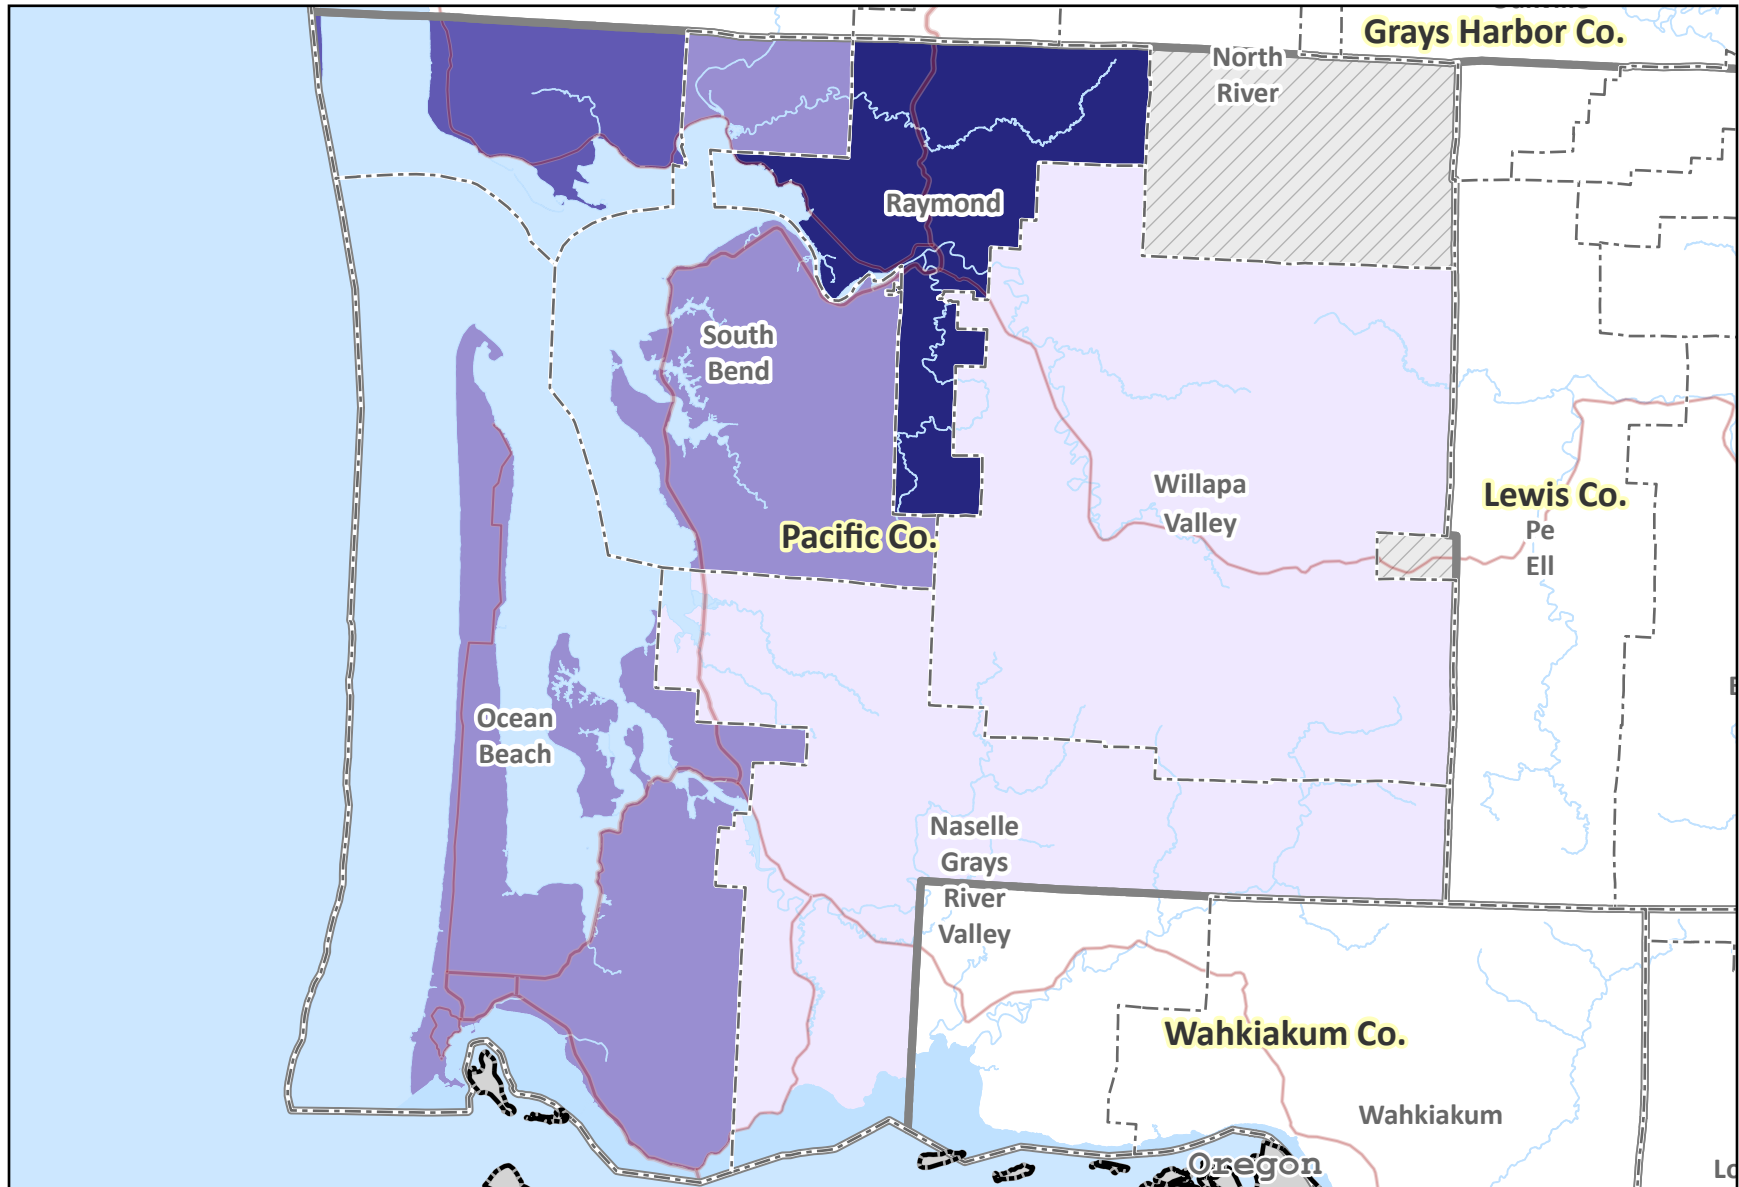 Grays Harbor Co.
North
River
Raymond
South
Bend
Willapa
Valley
Lewis Co.
Pe
Ell
Pacific Co.
Ocean
Beach
Naselle
Grays
River
Valley
Wahkiakum Co.
Wahkiakum
Oregon
Lo